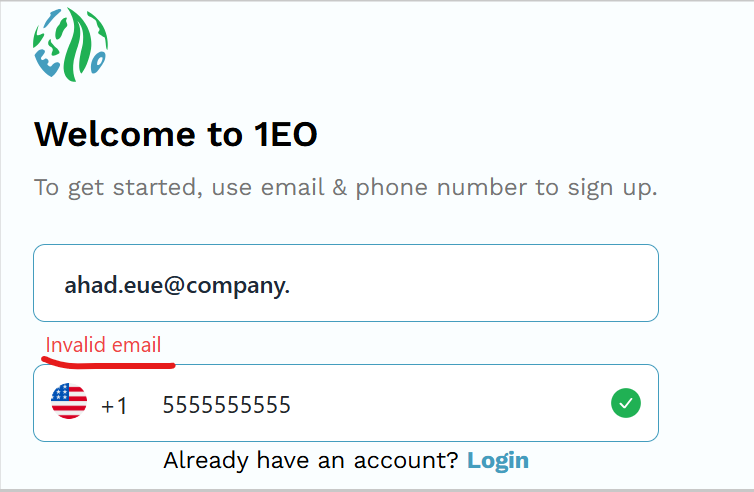 1EO
Welcome to 1EO
To get started, use email & phone number to sign up.
ahad.eue@company.
Invalid email
+1 5555555555
Already have an account? Login